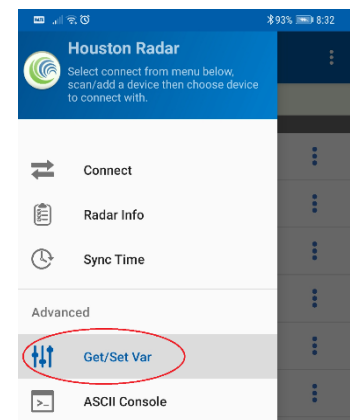 93% 8:32
Houston Radar
Select connect from menu below,
scan/add a device then choose device
to connect with.
Connect
Radar Info
Sync Time
Advanced
Get/Set Var
ASCII Console